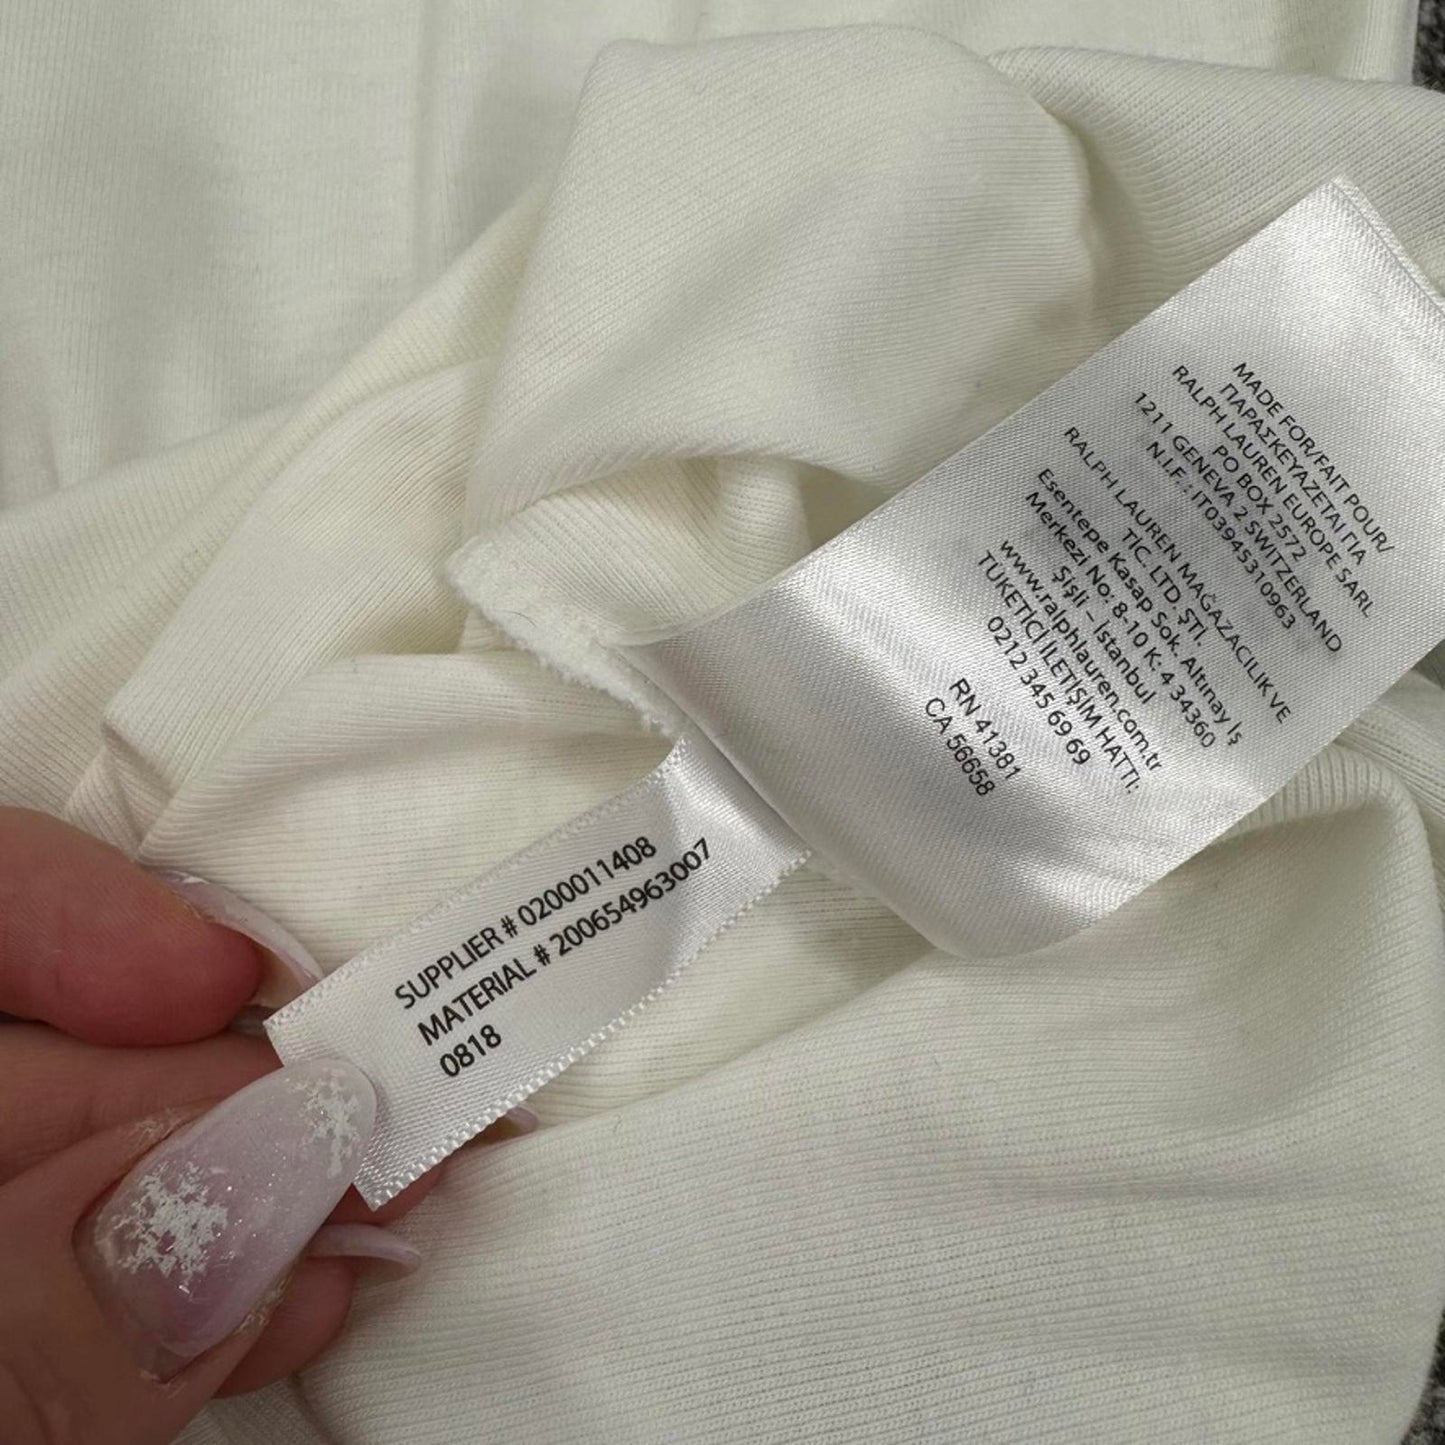 MADE FOR/FAIT POUR/
ΠΑΡΑΣΚΕΥΑΖΕΤΑΙ ΓΙΑ
RALPH LAUREN EUROPE SARL
PO BOX 2572
1211 GENEVA 2 SWITZERLAND
N.I.F. : IT03945310963
RALPH LAUREN MAĞAZACILIK VE
TİC. LTD. ŞTİ.
Esentepe Kasap Sok. Altınay İş
Merkezi No: 8-10 K: 4 34360
Şişli – İstanbul
www.ralphlauren.com.tr
TÜKETİCİ İLETİŞİM HATTI:
0212 345 69 69
RN 41381
CA 56658
SUPPLIER # 0200011408
MATERIAL # 200654963007
0818